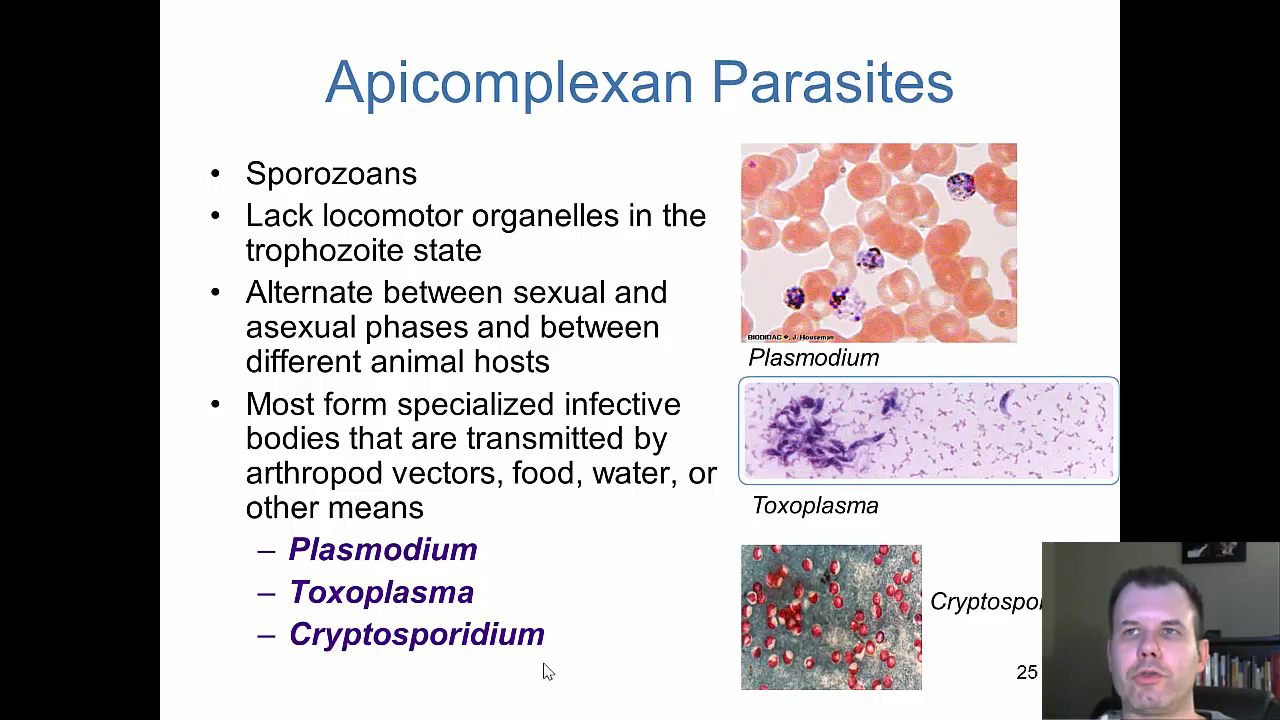 Apicomplexan Parasites
• Sporozoans
• Lack locomotor organelles in the
trophozoite state
• Alternate between sexual and
asexual phases and between
different animal hosts
• Most form specialized infective
bodies that are transmitted by
arthropod vectors, food, water, or
other means
– Plasmodium
– Toxoplasma
– Cryptosporidium
BIODIDAC ©, J. Houseman
Plasmodium
Toxoplasma
Cryptospor
25